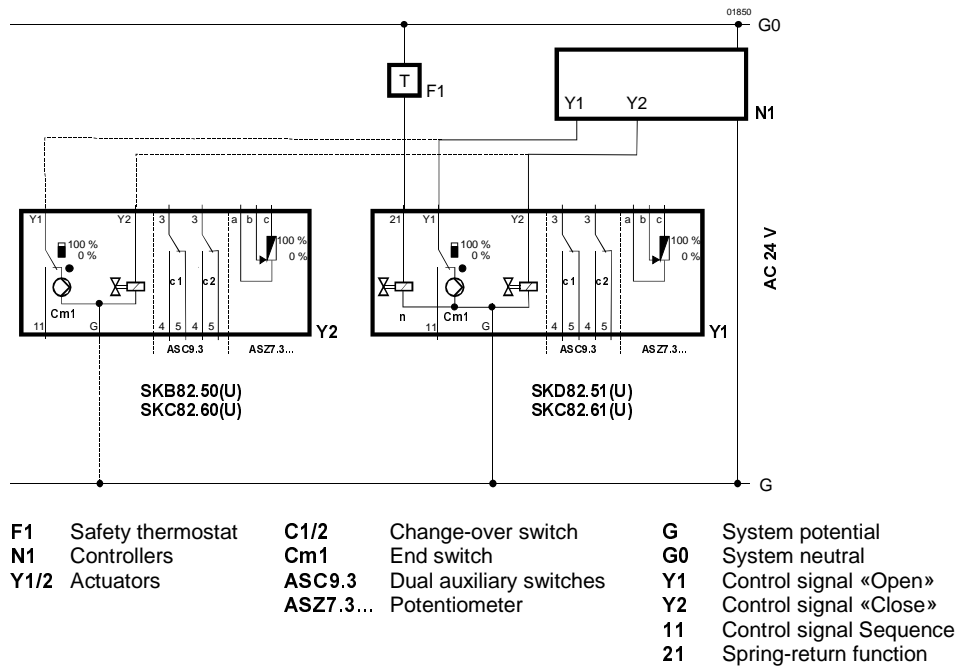 01850
G0
T
F1
Y1 Y2
N1
Y1 Y2 3 3 a b c
100 %
0 %
c1 c2
Cm1
11 G 4 5 4 5
Y2
ASC9.3 ASZ7.3...
SKB82.50(U)
SKC82.60(U)
21 Y1 Y2 3 3 a b c
100 %
0 %
100 %
0 %
c1 c2
n Cm1
11 G 4 5 4 5
Y1
ASC9.3 ASZ7.3...
SKD82.51(U)
SKC82.61(U)
100 %
0 %
AC 24 V
G
F1 Safety thermostat
N1 Controllers
Y1/2 Actuators
C1/2 Change-over switch
Cm1 End switch
ASC9.3 Dual auxiliary switches
ASZ7.3... Potentiometer
G System potential
G0 System neutral
Y1 Control signal «Open»
Y2 Control signal «Close»
11 Control signal Sequence
21 Spring-return function